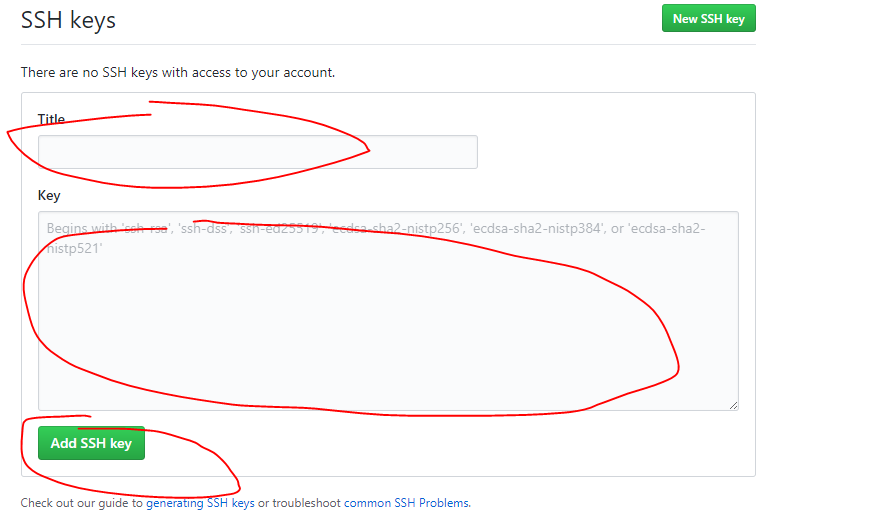 SSH keys
New SSH key
There are no SSH keys with access to your account.
Title
Key
Begins with 'ssh-rsa', 'ssh-dss', 'ssh-ed25519', 'ecdsa-sha2-nistp256', 'ecdsa-sha2-nistp384', or 'ecdsa-sha2-
nistp521'
Add SSH key
Check out our guide to generating SSH keys or troubleshoot common SSH Problems.